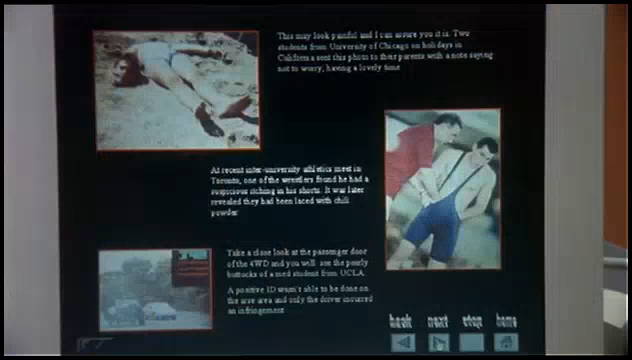 This may look painful and I can assure you it is. Two
students from University of Chicago on holidays in
California sent this photo to their parents with a note saying
not to worry, having a lovely time
At recent inter-university athletics meet in
Toronto, one of the wrestlers found he had a
suspicious itching in his shorts. It was later
revealed they had been laced with chili
powder
Take a close look at the passenger door
of the 4WD and you will see the pearly
buttocks of a med student from UCLA.
A positive ID wasn't able to be done on
the arse area and only the driver incurred
an infringement
back next stop home